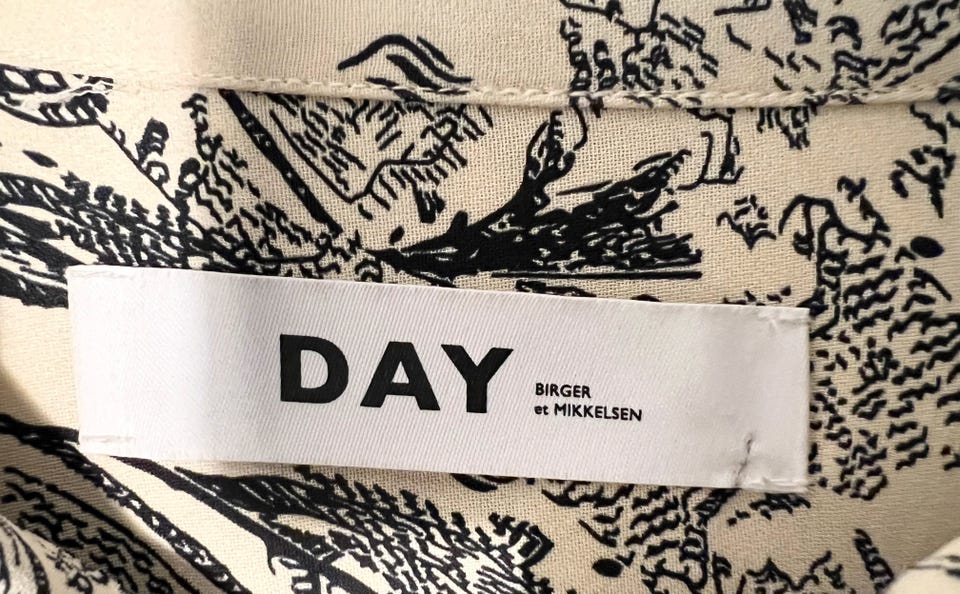 DAY
BIRGER
et MIKKELSEN